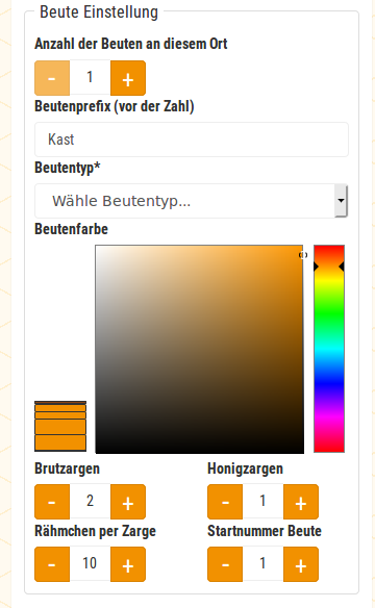 Beute Einstellung
Anzahl der Beuten an diesem Ort
- 1 +
Beutenprefix (vor der Zahl)
Kast
Beutentyp*
Wähle Beutentyp...
Beutenfarbe
Brutzargen Honigzargen
- 2 + - 1 +
Rähmchen per Zarge Startnummer Beute
- 10 + - 1 +